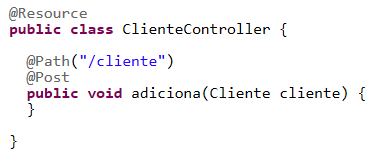 @Resource
public class ClienteController {
@Path("/cliente")
@Post
public void adiciona(Cliente cliente) {
}
}